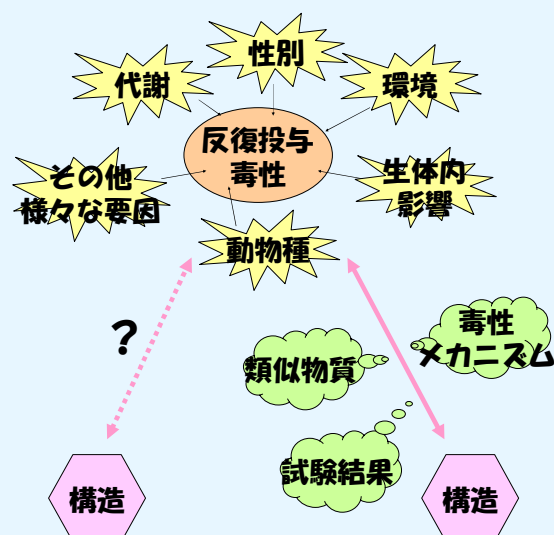 性別
代謝
環境
反復投与
毒性
その他
様々な要因
生体内
影響
動物種
？
毒性
メカニズム
類似物質
試験結果
構造
構造